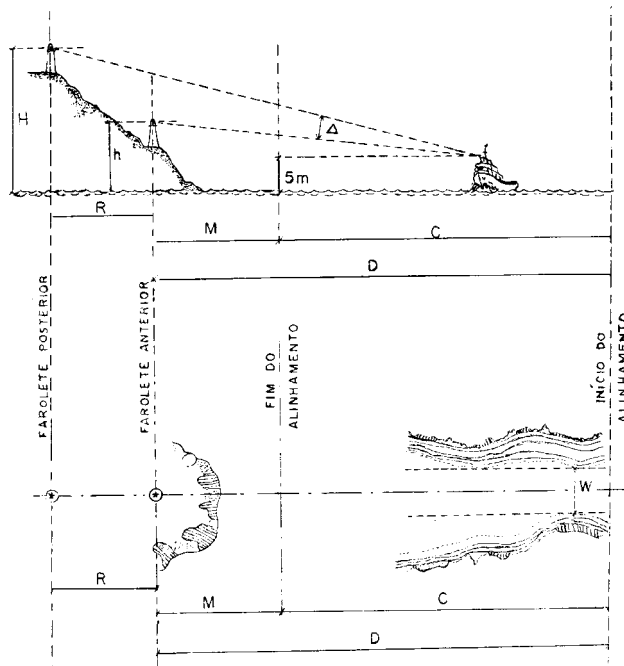 H
h
Δ
5m
R
M
C
D
FAROLETE POSTERIOR
FAROLETE ANTERIOR
FIM DO
ALINHAMENTO
INÍCIO DO
ALINHAMENTO
W
R
M
C
D